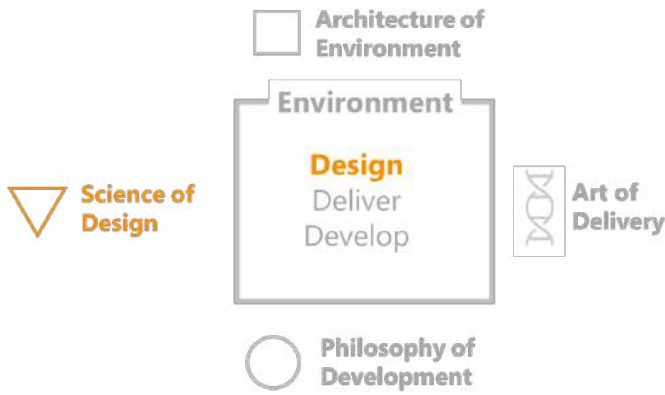 Architecture of
Environment
Environment
Design
Deliver
Develop
Science of
Design
Art of
Delivery
Philosophy of
Development